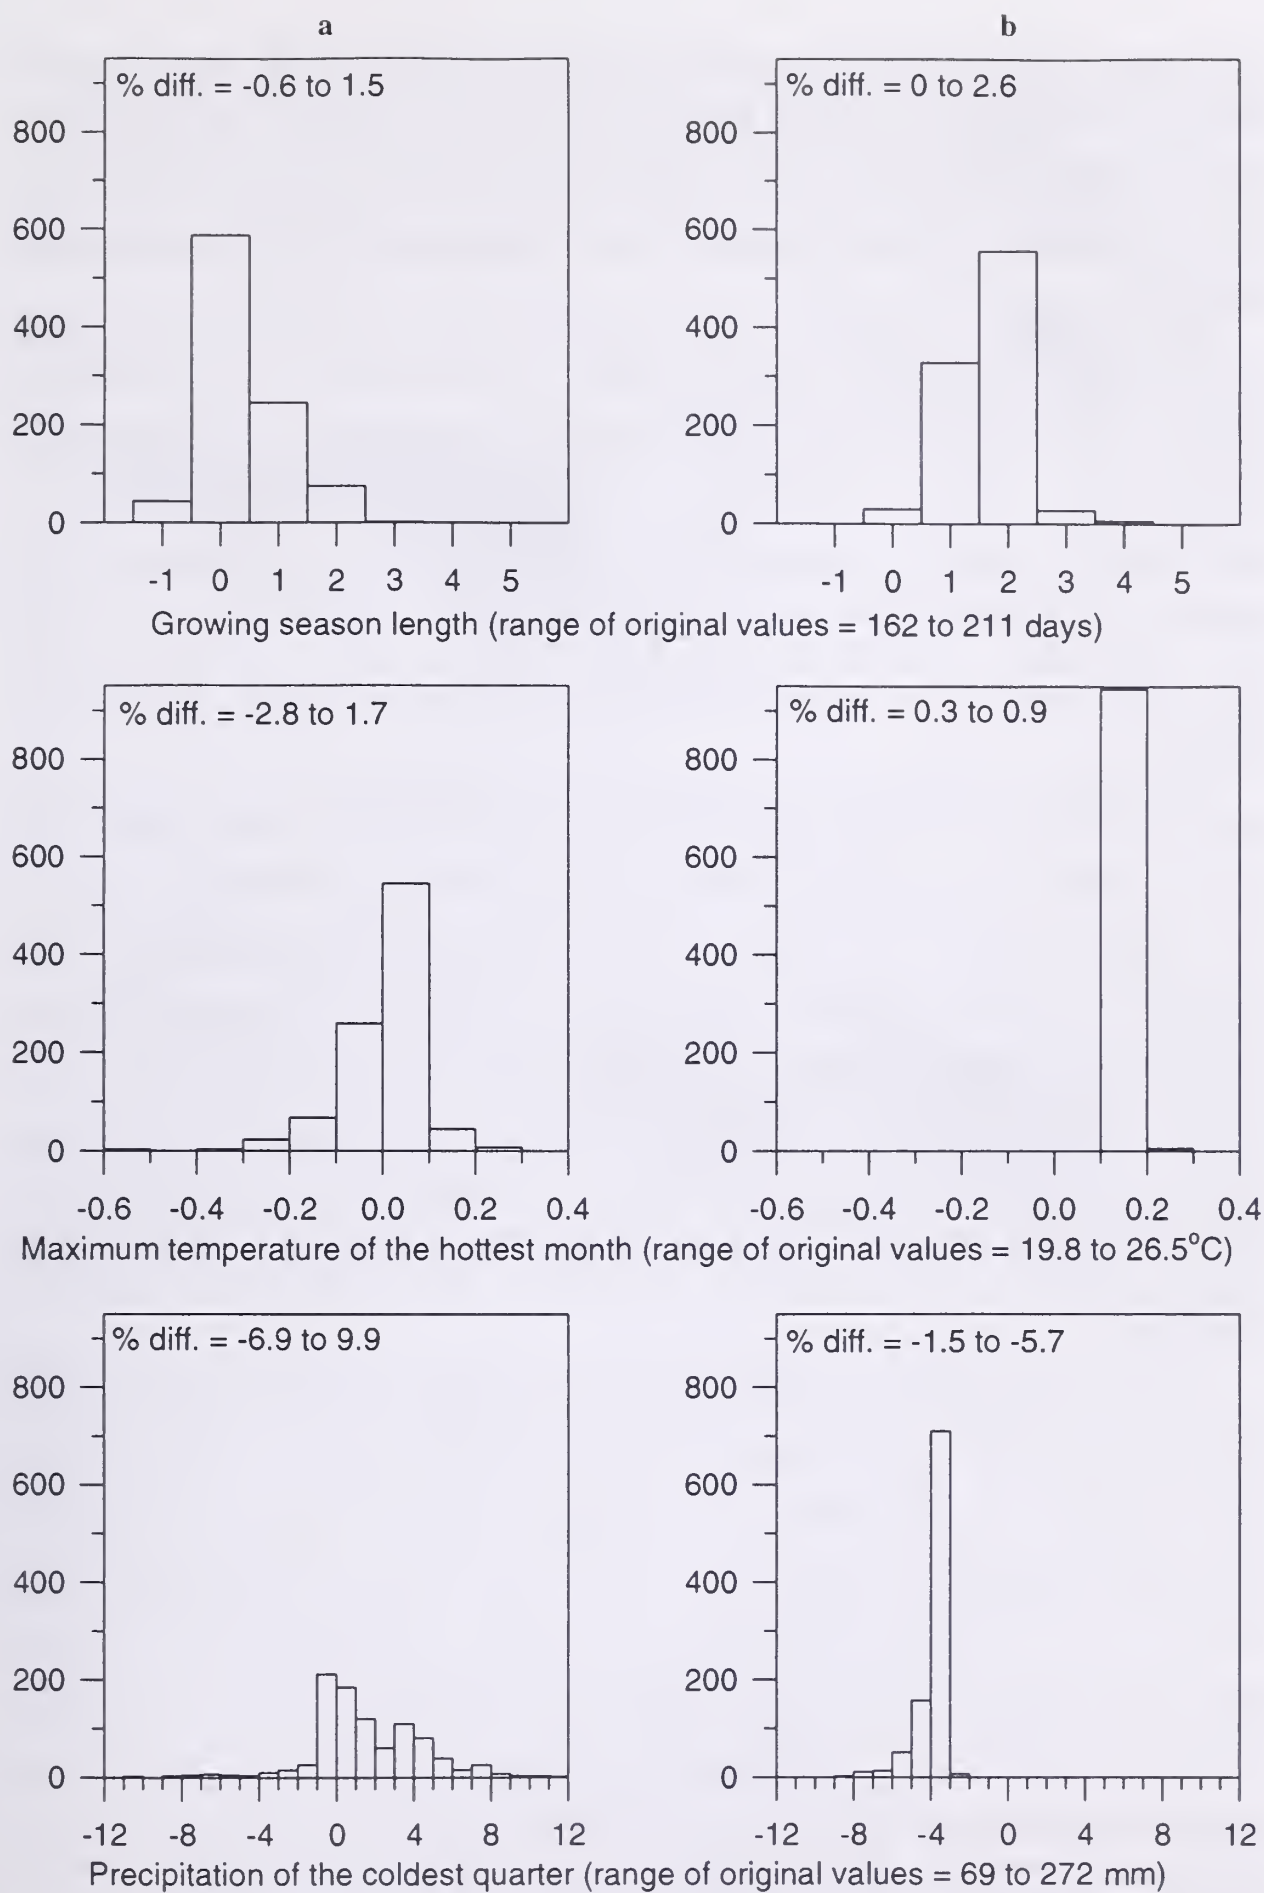 a b
% diff. = -0.6 to 1.5 % diff. = 0 to 2.6
800 800
600 600
400 400
200 200
0 0
-1 0 1 2 3 4 5 -1 0 1 2 3 4 5
Growing season length (range of original values = 162 to 211 days)
% diff. = -2.8 to 1.7 % diff. = 0.3 to 0.9
800 800
600 600
400 400
200 200
0 0
-0.6 -0.4 -0.2 0.0 0.2 0.4 -0.6 -0.4 -0.2 0.0 0.2 0.4
Maximum temperature of the hottest month (range of original values = 19.8 to 26.5°C)
% diff. = -6.9 to 9.9 % diff. = -1.5 to -5.7
800 800
600 600
400 400
200 200
0 0
-12 -8 -4 0 4 8 12 -12 -8 -4 0 4 8 12
Precipitation of the coldest quarter (range of original values = 69 to 272 mm)